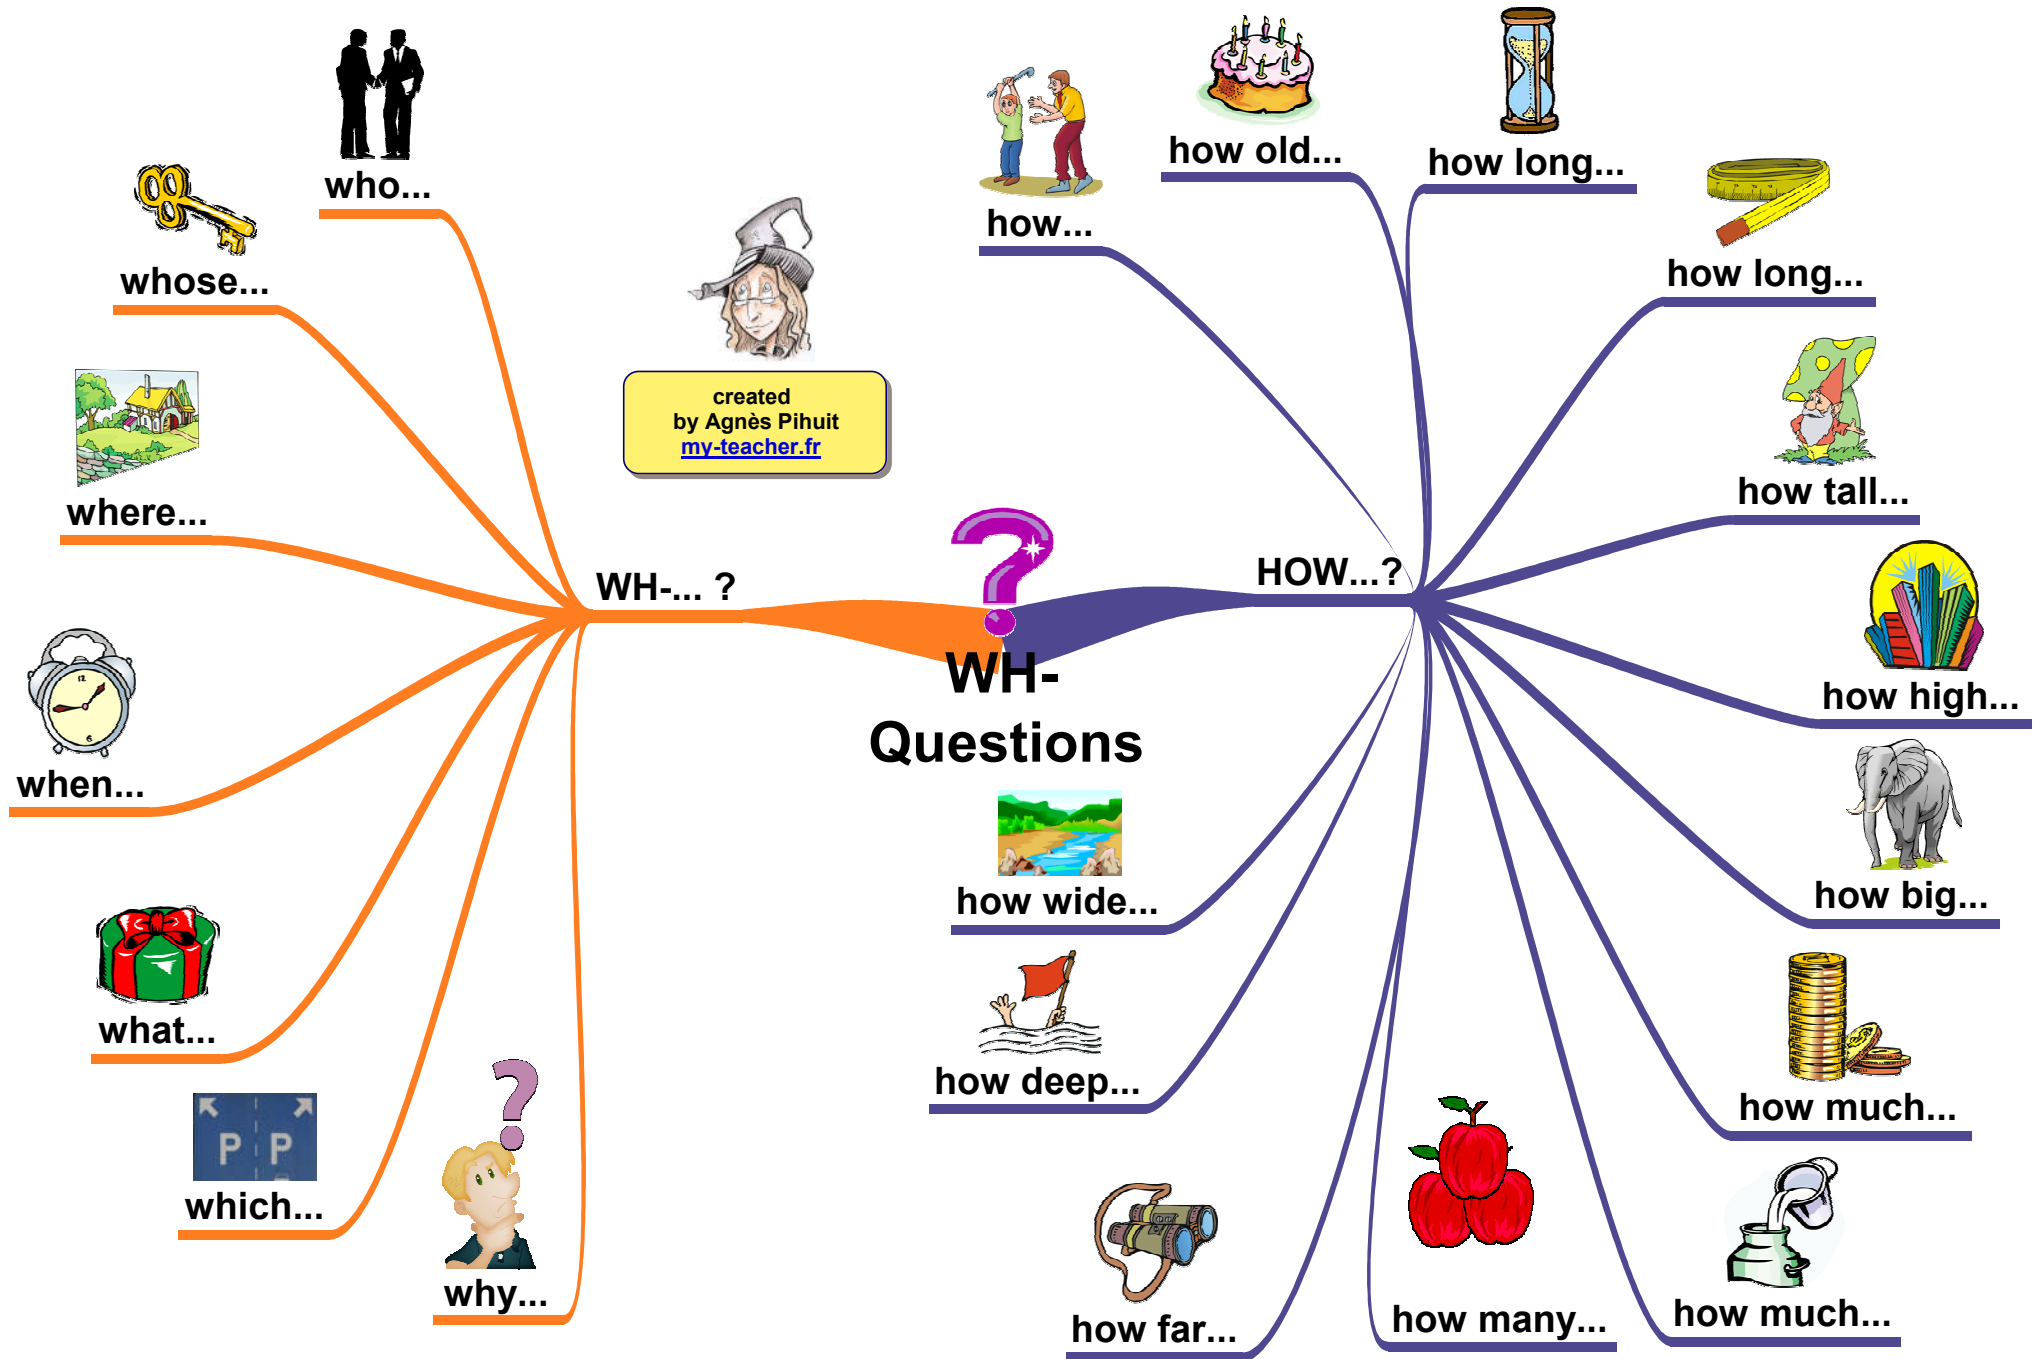 who...
whose...
where...
when...
what...
P P
which...
why...
WH-... ?
created
by Agnès Pihuit
my-teacher.fr
WH-
Questions
HOW...?
how...
how old...
how long...
how long...
how tall...
how high...
how big...
how much...
how much...
how many...
how far...
how deep...
how wide...